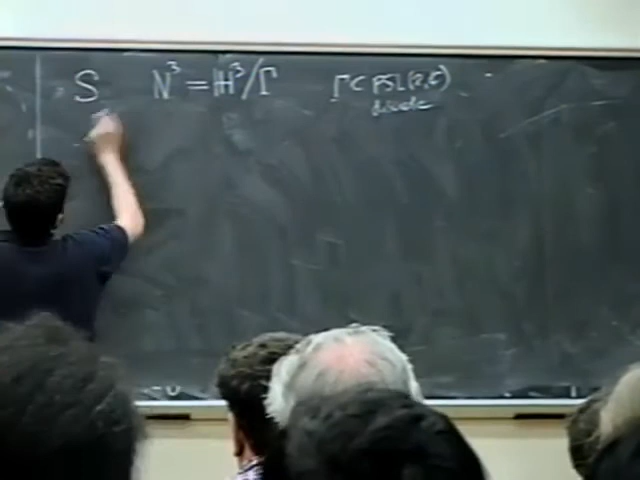 S N³ = ℍ³/Γ Γ ⊂ PSL(2,ℂ)